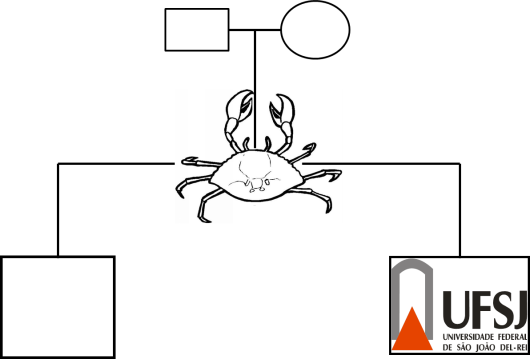 UFSJ
UNIVERSIDADE FEDERAL
DE SÃO JOÃO DEL-REI